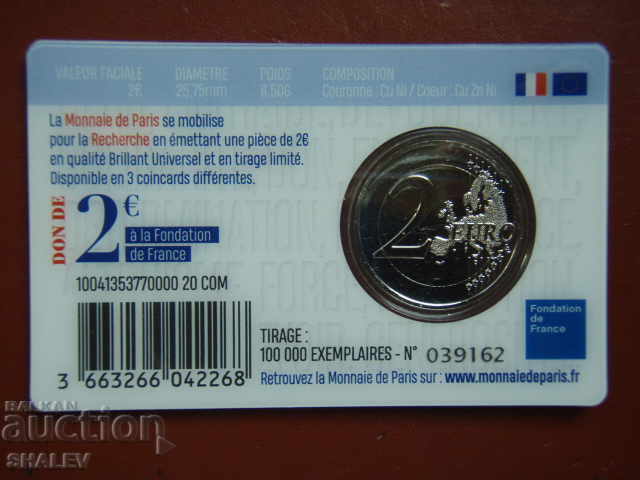 VALEUR FACIALE DIAMETRE POIDS COMPOSITION
2€ 25,75mm 8,50G Couronne : Cu Ni / Coeur : Cu Zn Ni
La Monnaie de Paris se mobilise
pour la Recherche en émettant une pièce de 2€
en qualité Brillant Universel et en tirage limité.
Disponible en 3 coincards différentes.
DON DE
2€
à la Fondation
de France
2 EURO
10041353770000 20 COM
Fondation
de
France
TIRAGE :
100 000 EXEMPLAIRES - N° 039162
3 663266 042268
Retrouvez la Monnaie de Paris sur : www.monnaiedeparis.fr
BALKAN
auction
SHALEV